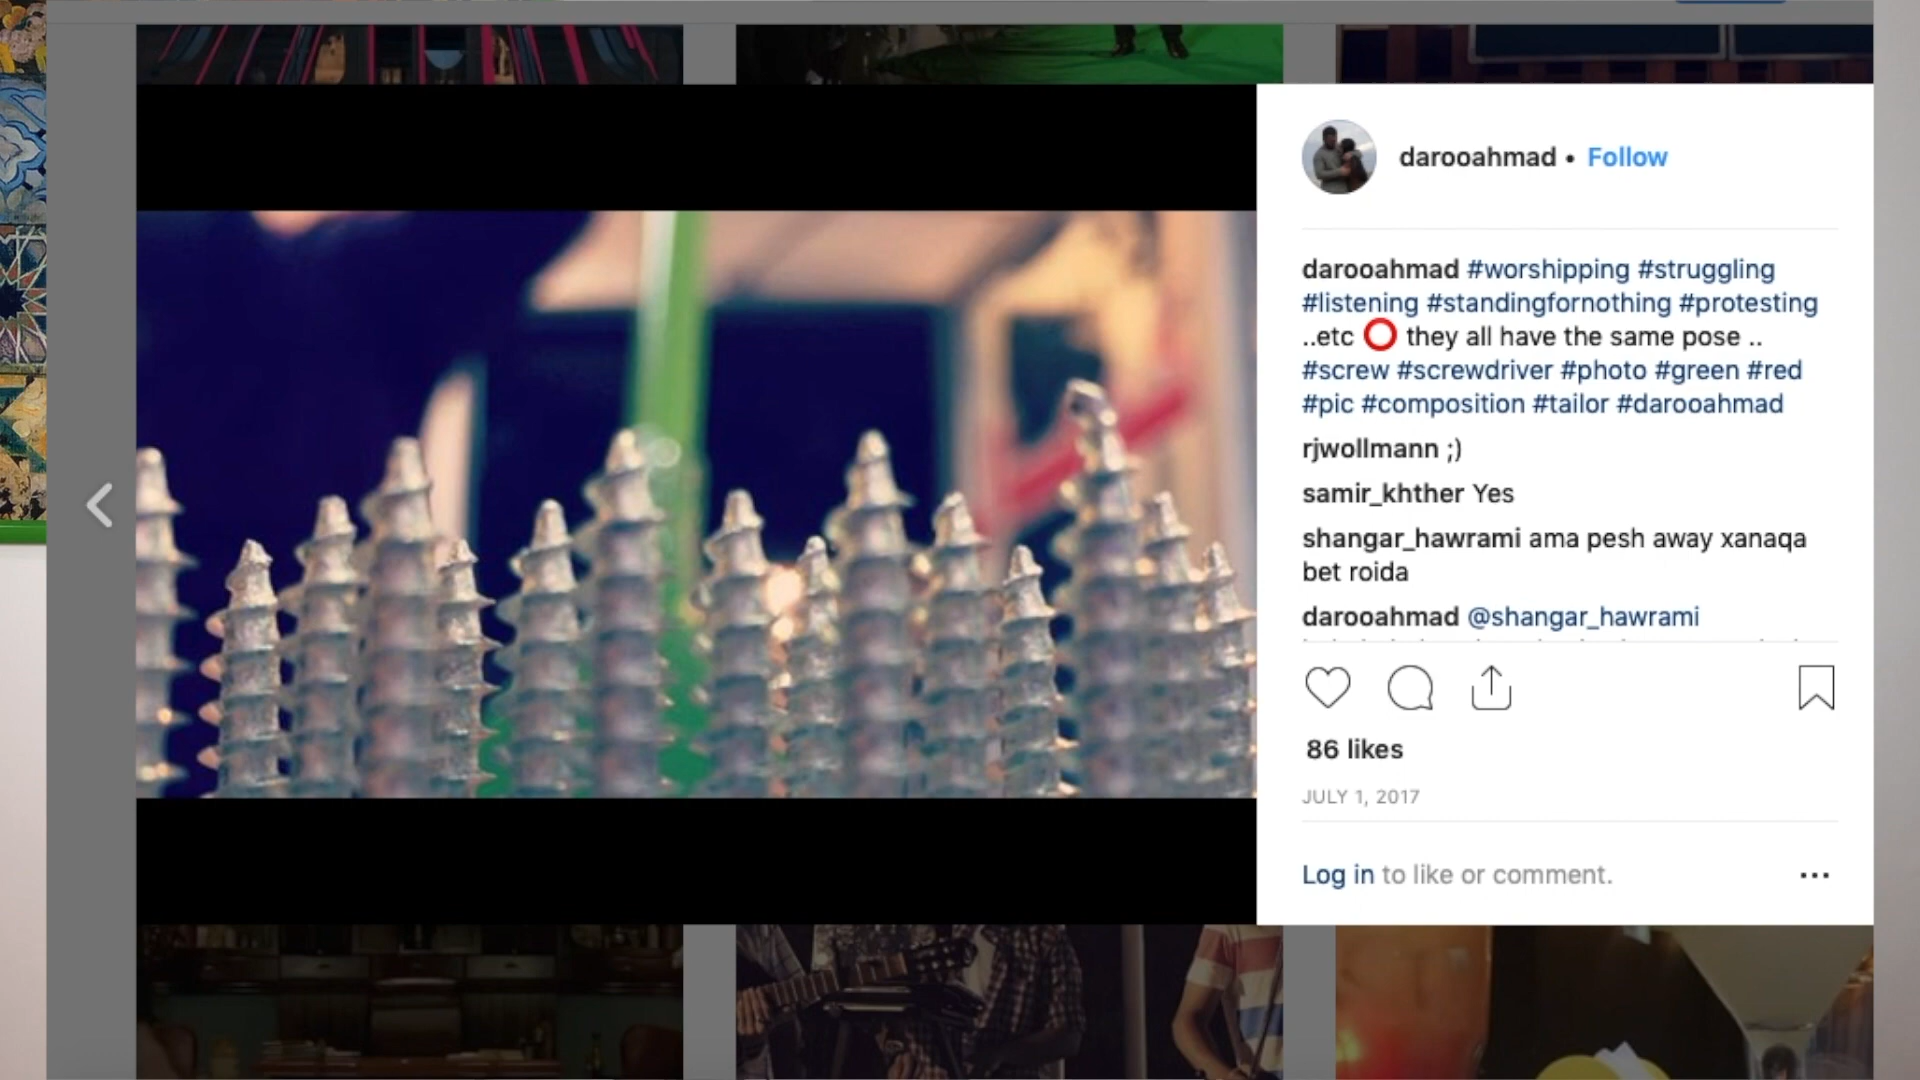 darooahmad • Follow
darooahmad #worshipping #struggling
#listening #standingfornothing #protesting
..etc ⭕ they all have the same pose ..
#screw #screwdriver #photo #green #red
#pic #composition #tailor #darooahmad
rjwollmann ;)
samir_khther Yes
shangar_hawrami ama pesh away xanaqa
bet roida
darooahmad @shangar_hawrami
86 likes
JULY 1, 2017
Log in to like or comment.